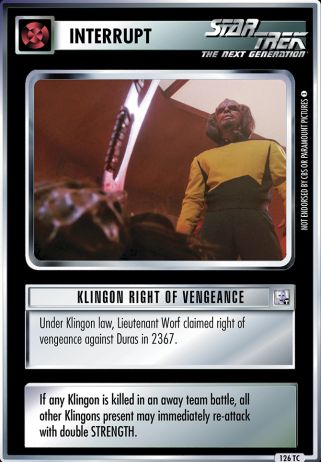 INTERRUPT
STAR TREK
THE NEXT GENERATION
NOT ENDORSED BY CBS OR PARAMOUNT PICTURES
KLINGON RIGHT OF VENGEANCE
Under Klingon law, Lieutenant Worf claimed right of
vengeance against Duras in 2367.
If any Klingon is killed in an away team battle, all
other Klingons present may immediately re-attack
with double STRENGTH.
126 TC